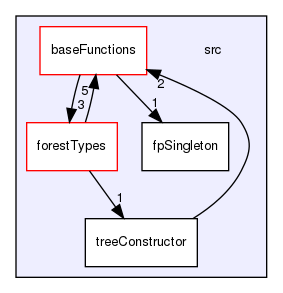 baseFunctions
src
5
3
1
2
forestTypes
fpSingleton
1
treeConstructor